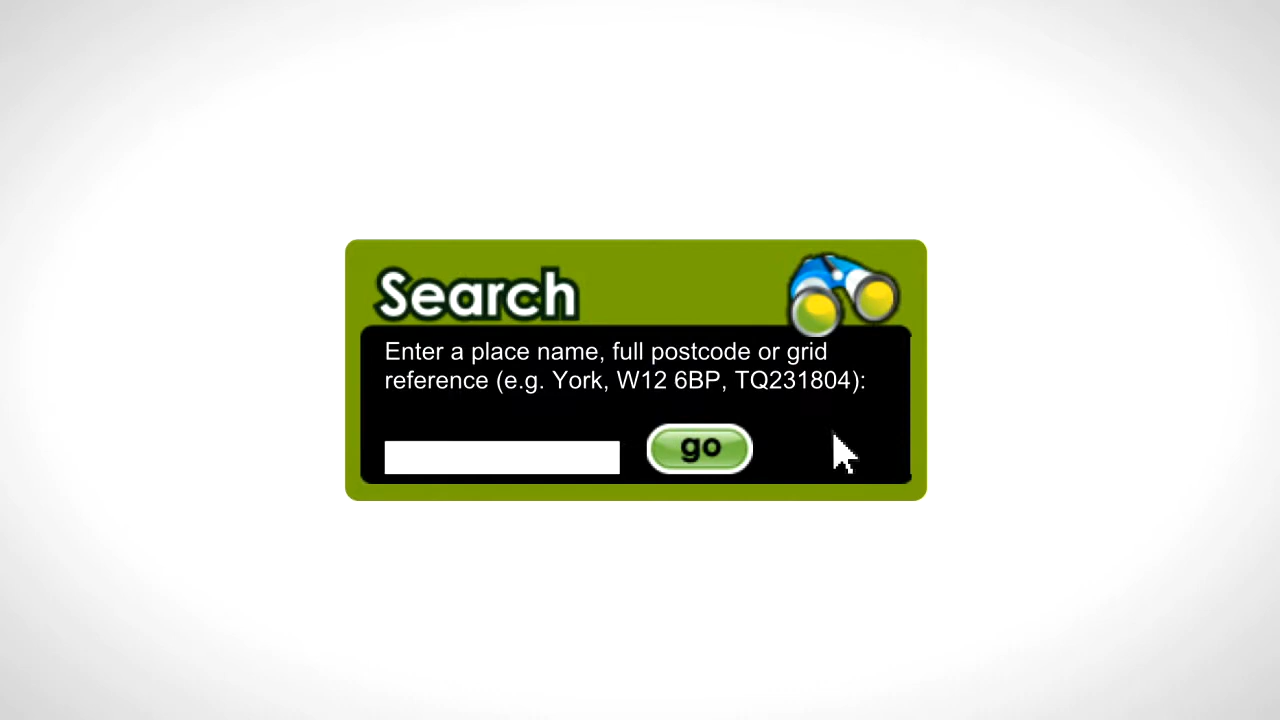 Search
Enter a place name, full postcode or grid
reference (e.g. York, W12 6BP, TQ231804):
go